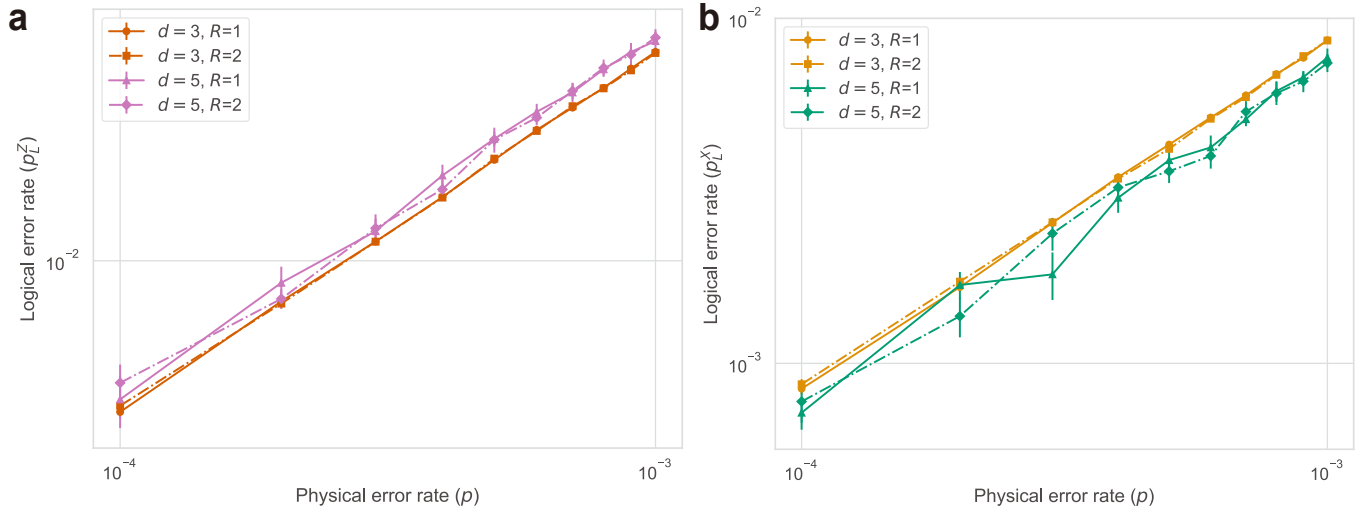 a
d = 3, R=1
d = 3, R=2
d = 5, R=1
d = 5, R=2
Logical error rate (p_L^Z)
10⁻²
10⁻⁴
10⁻³
Physical error rate (p)
b
d = 3, R=1
d = 3, R=2
d = 5, R=1
d = 5, R=2
Logical error rate (p_L^X)
10⁻²
10⁻³
10⁻⁴
10⁻³
Physical error rate (p)